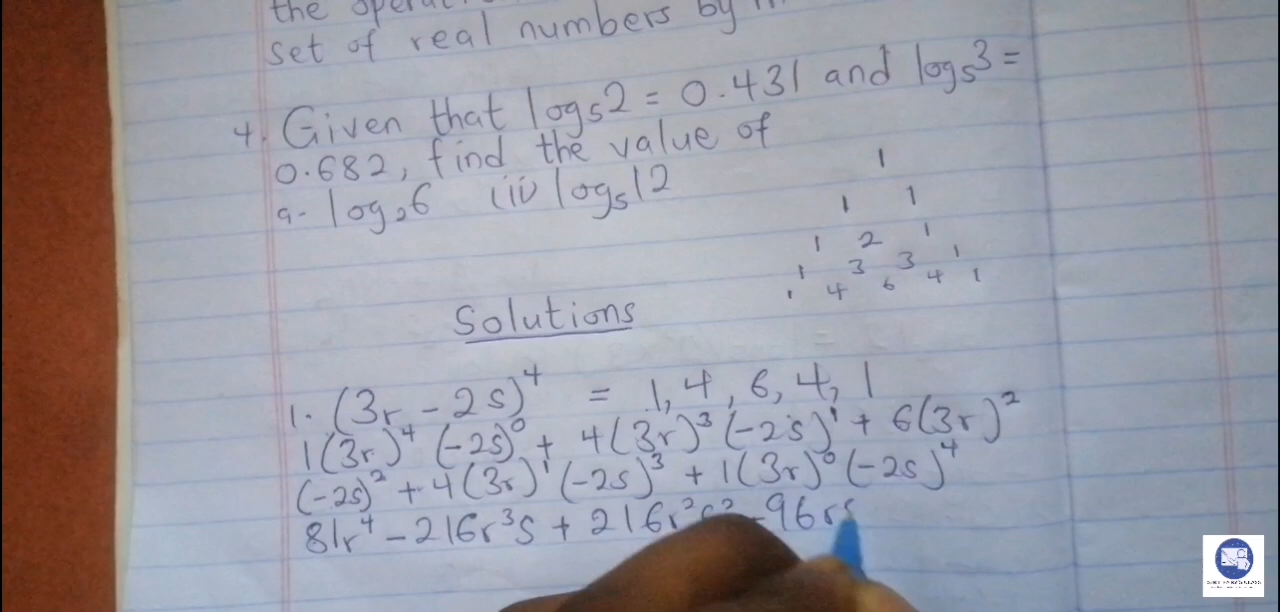 the
set of real numbers by
4. Given that log₅2 = 0.431 and log₅3 =
0.682, find the value of
a- log₂6 (ii) log₅12
1
1 1
1 2 1
1 3 3 1
1 4 6 4 1
Solutions
1. (3r - 2s)⁴ = 1, 4, 6, 4, 1
1(3r)⁴ (-2s)⁰ + 4(3r)³ (-2s)¹ + 6(3r)²
(-2s)² + 4(3r)¹ (-2s)³ + 1(3r)⁰ (-2s)⁴
81r⁴ - 216r³s + 216r²s² - 96rs